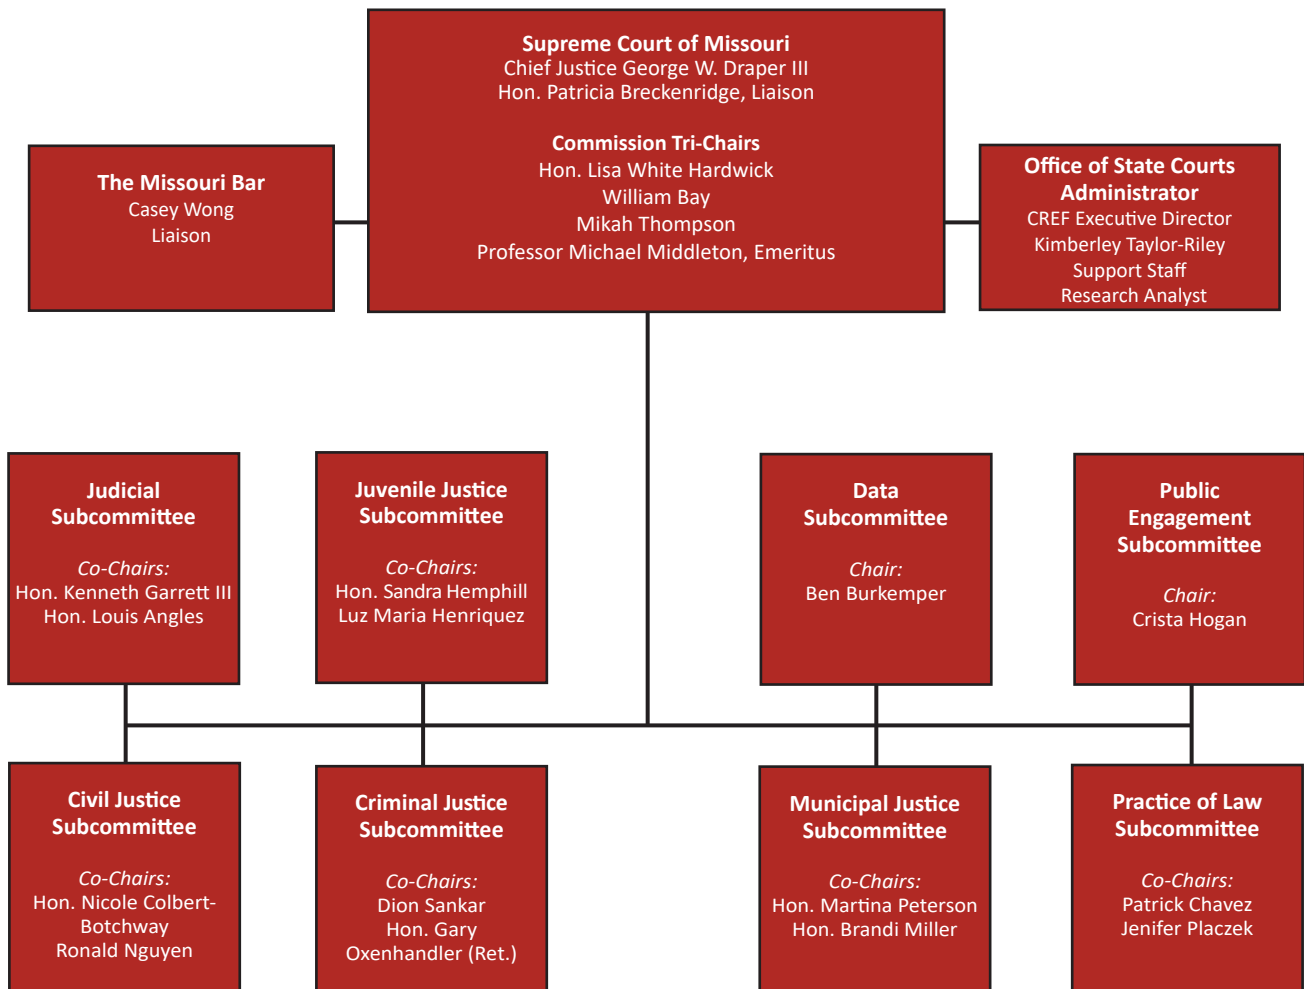 Supreme Court of Missouri
Chief Justice George W. Draper III
Hon. Patricia Breckenridge, Liaison
Commission Tri-Chairs
Hon. Lisa White Hardwick
William Bay
Mikah Thompson
Professor Michael Middleton, Emeritus
The Missouri Bar
Casey Wong
Liaison
Office of State Courts
Administrator
CREF Executive Director
Kimberley Taylor-Riley
Support Staff
Research Analyst
Judicial
Subcommittee
Co-Chairs:
Hon. Kenneth Garrett III
Hon. Louis Angles
Juvenile Justice
Subcommittee
Co-Chairs:
Hon. Sandra Hemphill
Luz Maria Henriquez
Data
Subcommittee
Chair:
Ben Burkemper
Public
Engagement
Subcommittee
Chair:
Crista Hogan
Civil Justice
Subcommittee
Co-Chairs:
Hon. Nicole Colbert-
Botchway
Ronald Nguyen
Criminal Justice
Subcommittee
Co-Chairs:
Dion Sankar
Hon. Gary
Oxenhandler (Ret.)
Municipal Justice
Subcommittee
Co-Chairs:
Hon. Martina Peterson
Hon. Brandi Miller
Practice of Law
Subcommittee
Co-Chairs:
Patrick Chavez
Jenifer Placzek